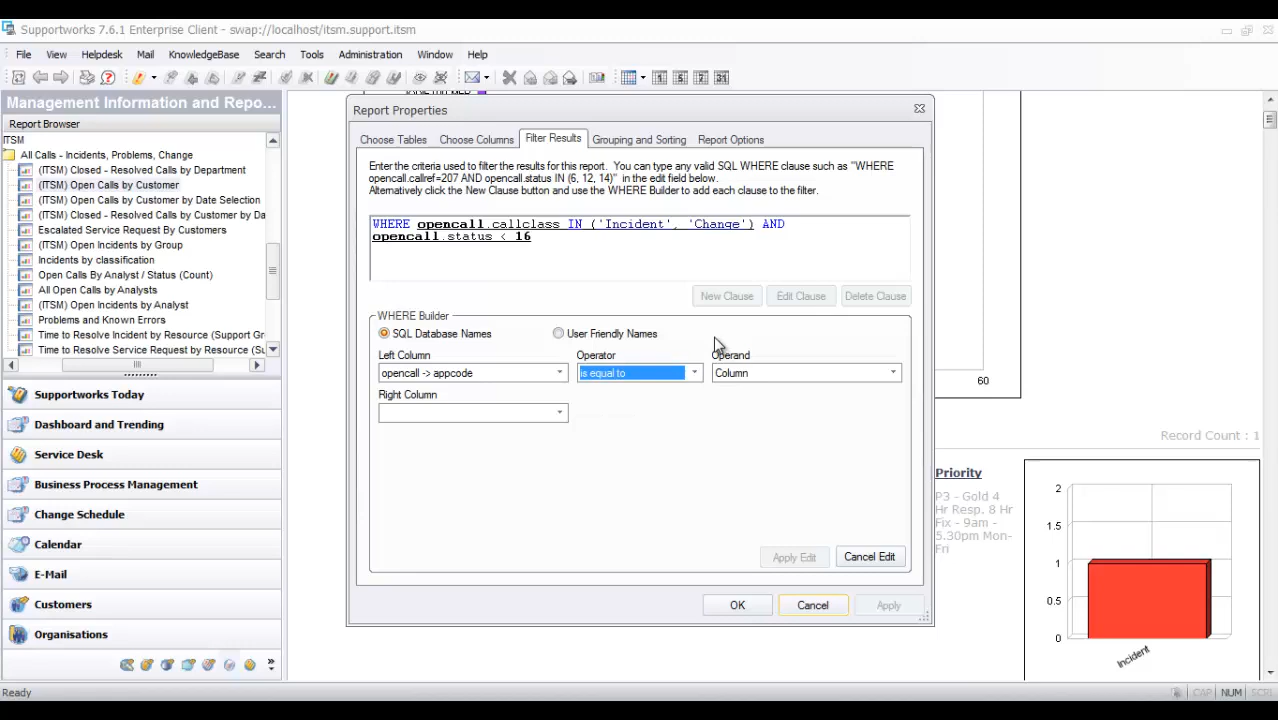 Supportworks 7.6.1 Enterprise Client - swap://localhost/itsm.support.itsm
File View Helpdesk Mail KnowledgeBase Search Tools Administration Window Help
1 5 7 31
Management Information and Repo...
Report Browser
ITSM
All Calls - Incidents, Problems, Change
(ITSM) Closed - Resolved Calls by Department
(ITSM) Open Calls by Customer
(ITSM) Open Calls by Customer by Date Selection
(ITSM) Closed - Resolved Calls by Customer by Da
Escalated Service Request By Customers
(ITSM) Open Incidents by Group
Incidents by classification
Open Calls By Analyst / Status (Count)
All Open Calls by Analysts
(ITSM) Open Incidents by Analyst
Problems and Known Errors
Time to Resolve Incident by Resource (Support Gr
Time to Resolve Service Request by Resource (Su
Supportworks Today
Dashboard and Trending
Service Desk
Business Process Management
Change Schedule
Calendar
E-Mail
Customers
Organisations
Report Properties
Choose Tables Choose Columns Filter Results Grouping and Sorting Report Options
Enter the criteria used to filter the results for this report. You can type any valid SQL WHERE clause such as "WHERE
opencall.callref=207 AND opencall.status IN (6, 12, 14)" in the edit field below.
Alternatively click the New Clause button and use the WHERE Builder to add each clause to the filter.
WHERE opencall.callclass IN ('Incident', 'Change') AND
opencall.status < 16
New Clause Edit Clause Delete Clause
WHERE Builder
SQL Database Names User Friendly Names
Left Column Operator Operand
opencall -> appcode is equal to Column
Right Column
Apply Edit Cancel Edit
OK Cancel Apply
60
Record Count : 1
Priority
P3 - Gold 4
Hr Resp. 8 Hr
Fix - 9am -
5.30pm Mon-
Fri
2
1.5
1
0.5
0
Incident
Ready CAP NUM SCRL